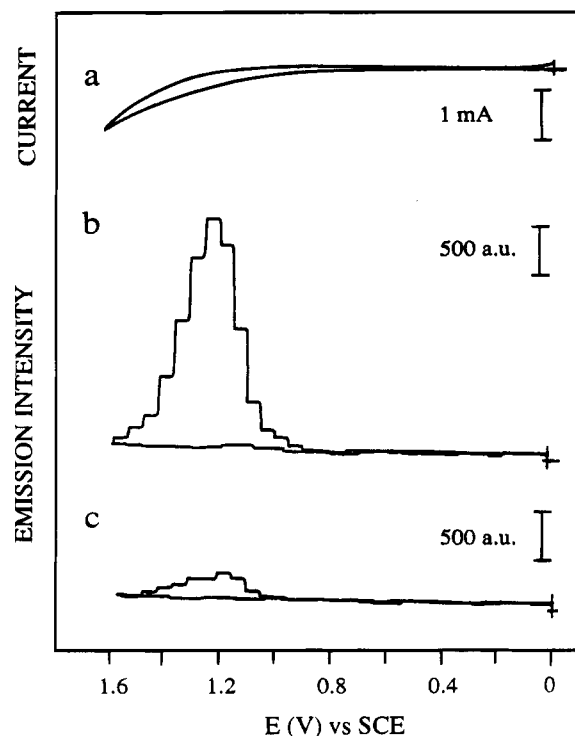 CURRENT
a
1 mA
EMISSION INTENSITY
b
500 a.u.
c
500 a.u.
1.6 1.2 0.8 0.4 0
E (V) vs SCE